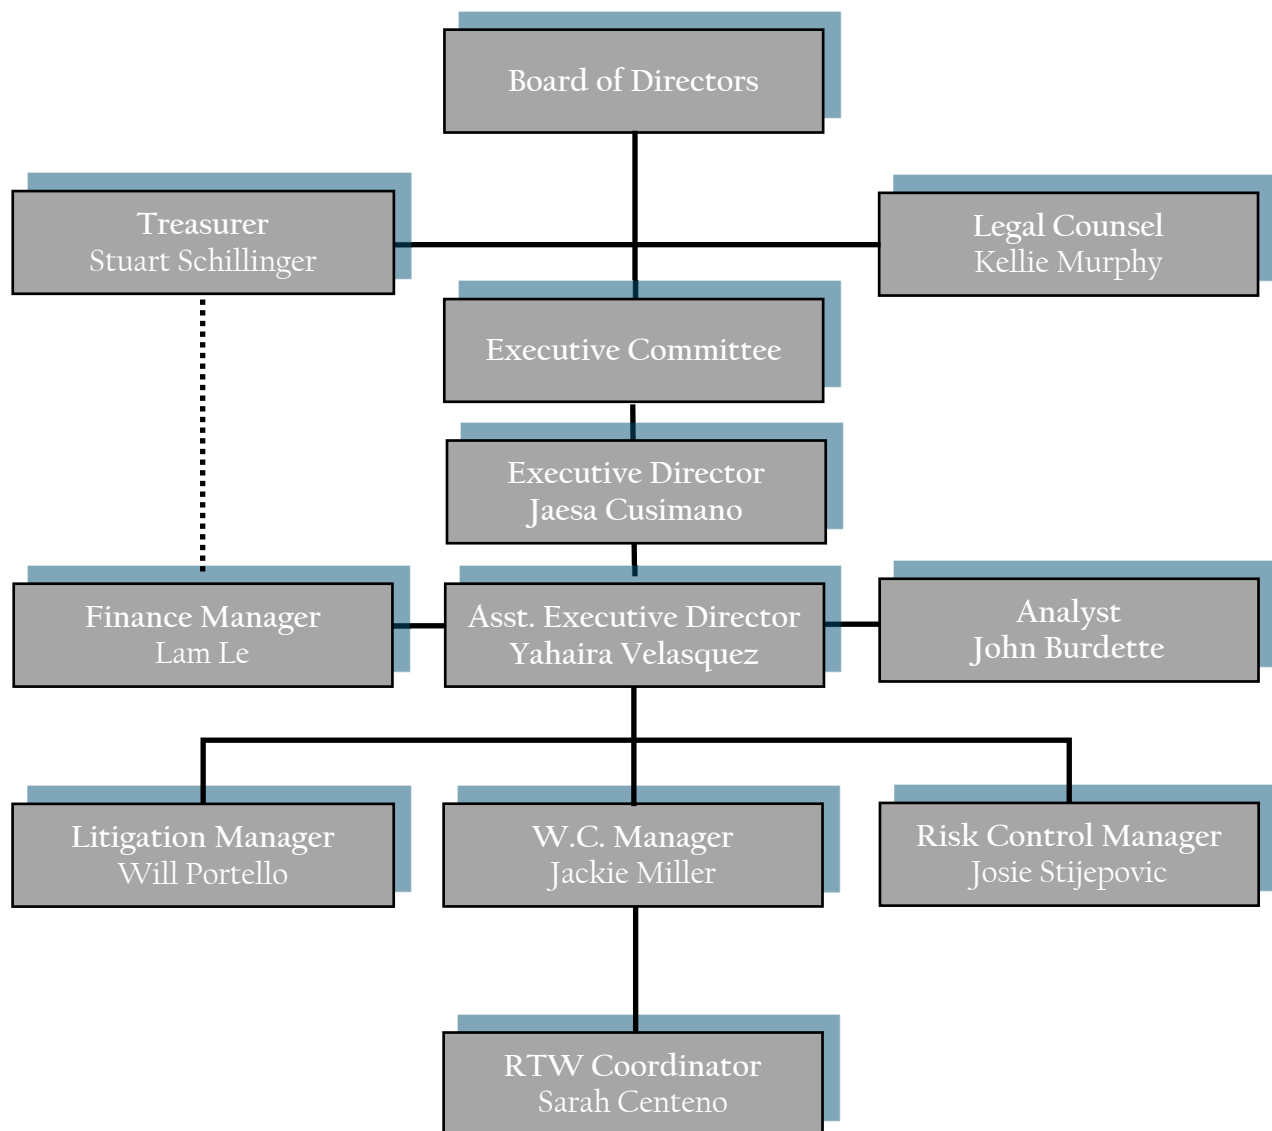 Board of Directors
Treasurer
Stuart Schillinger
Legal Counsel
Kellie Murphy
Executive Committee
Executive Director
Jaesa Cusimano
Finance Manager
Lam Le
Asst. Executive Director
Yahaira Velasquez
Analyst
John Burdette
Litigation Manager
Will Portello
W.C. Manager
Jackie Miller
Risk Control Manager
Josie Stijepovic
RTW Coordinator
Sarah Centeno